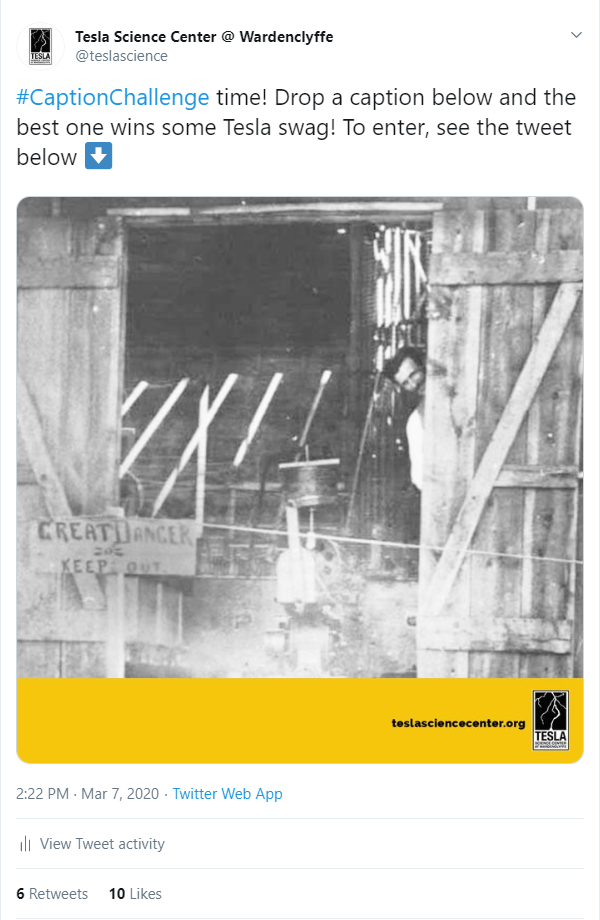 Tesla Science Center @ Wardenclyffe
@teslascience
#CaptionChallenge time! Drop a caption below and the
best one wins some Tesla swag! To enter, see the tweet
below ⬇️
GREAT DANGER
KEEP OUT
teslasciencecenter.org
TESLA
SCIENCE CENTER
AT WARDENCLYFFE
2:22 PM · Mar 7, 2020 · Twitter Web App
View Tweet activity
6 Retweets 10 Likes